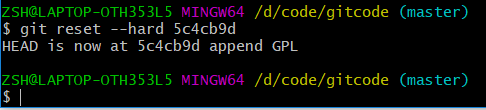 ZSH@LAPTOP-OTH353L5 MINGW64 /d/code/gitcode (master)
$ git reset --hard 5c4cb9d
HEAD is now at 5c4cb9d append GPL
ZSH@LAPTOP-OTH353L5 MINGW64 /d/code/gitcode (master)
$